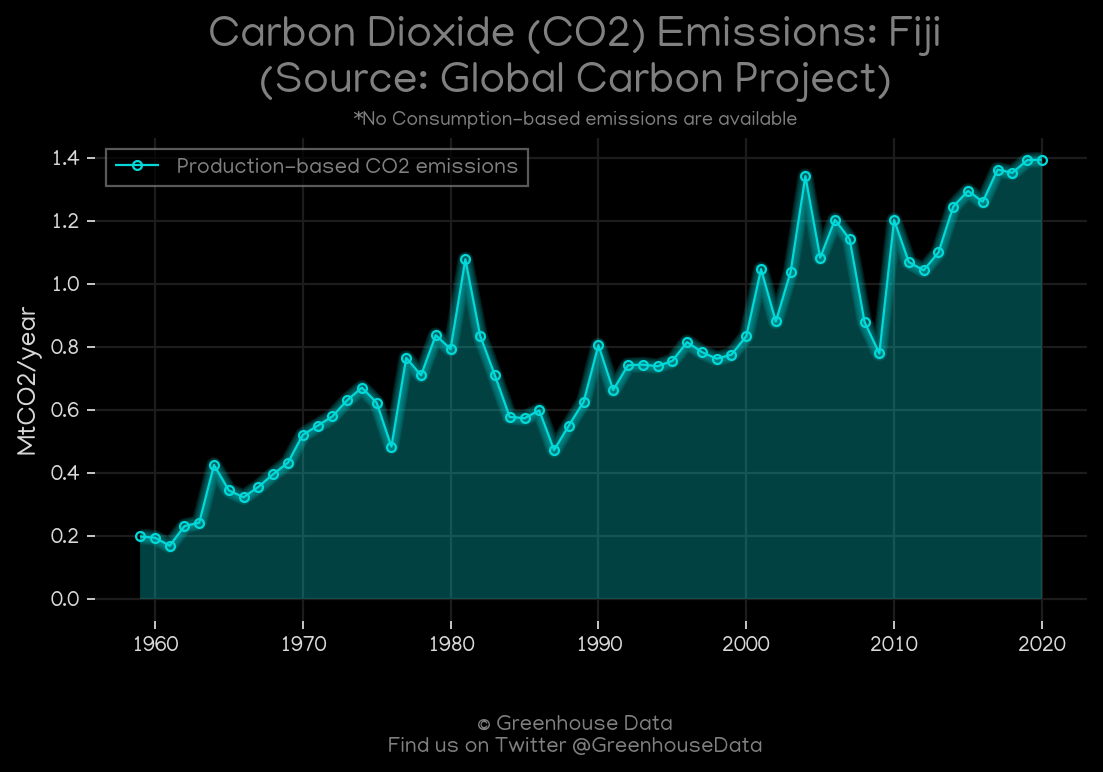 Carbon Dioxide (CO2) Emissions: Fiji
(Source: Global Carbon Project)
*No Consumption-based emissions are available
Production-based CO2 emissions
MtCO2/year
1.4
1.2
1.0
0.8
0.6
0.4
0.2
0.0
1960 1970 1980 1990 2000 2010 2020
© Greenhouse Data
Find us on Twitter @GreenhouseData